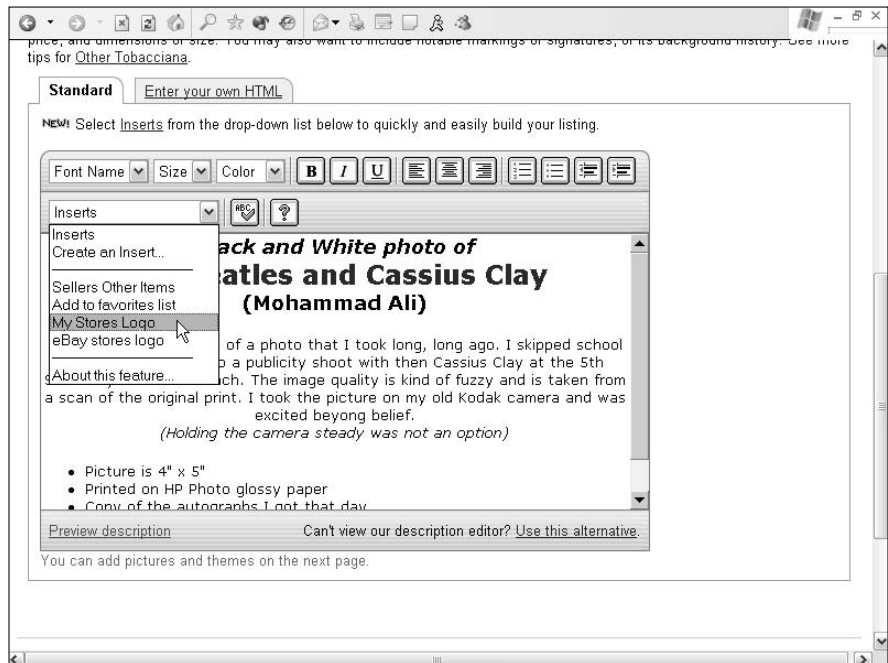 price, and dimensions or size. You may also want to include notable markings or signatures, or its background history. See more
tips for Other Tobacciana.
Standard
Enter your own HTML
NEW! Select Inserts from the drop-down list below to quickly and easily build your listing.
Font Name Size Color B I U
Inserts ABC ?
Inserts
Create an Insert...
Sellers Other Items
Add to favorites list
My Stores Logo
eBay stores logo
About this feature...
ack and White photo of
atles and Cassius Clay
(Mohammad Ali)
of a photo that I took long, long ago. I skipped school
o a publicity shoot with then Cassius Clay at the 5th
ch. The image quality is kind of fuzzy and is taken from
a scan of the original print. I took the picture on my old Kodak camera and was
excited beyong belief.
(Holding the camera steady was not an option)
• Picture is 4" x 5"
• Printed on HP Photo glossy paper
• Copy of the autographs I got that day
Preview description Can't view our description editor? Use this alternative.
You can add pictures and themes on the next page.